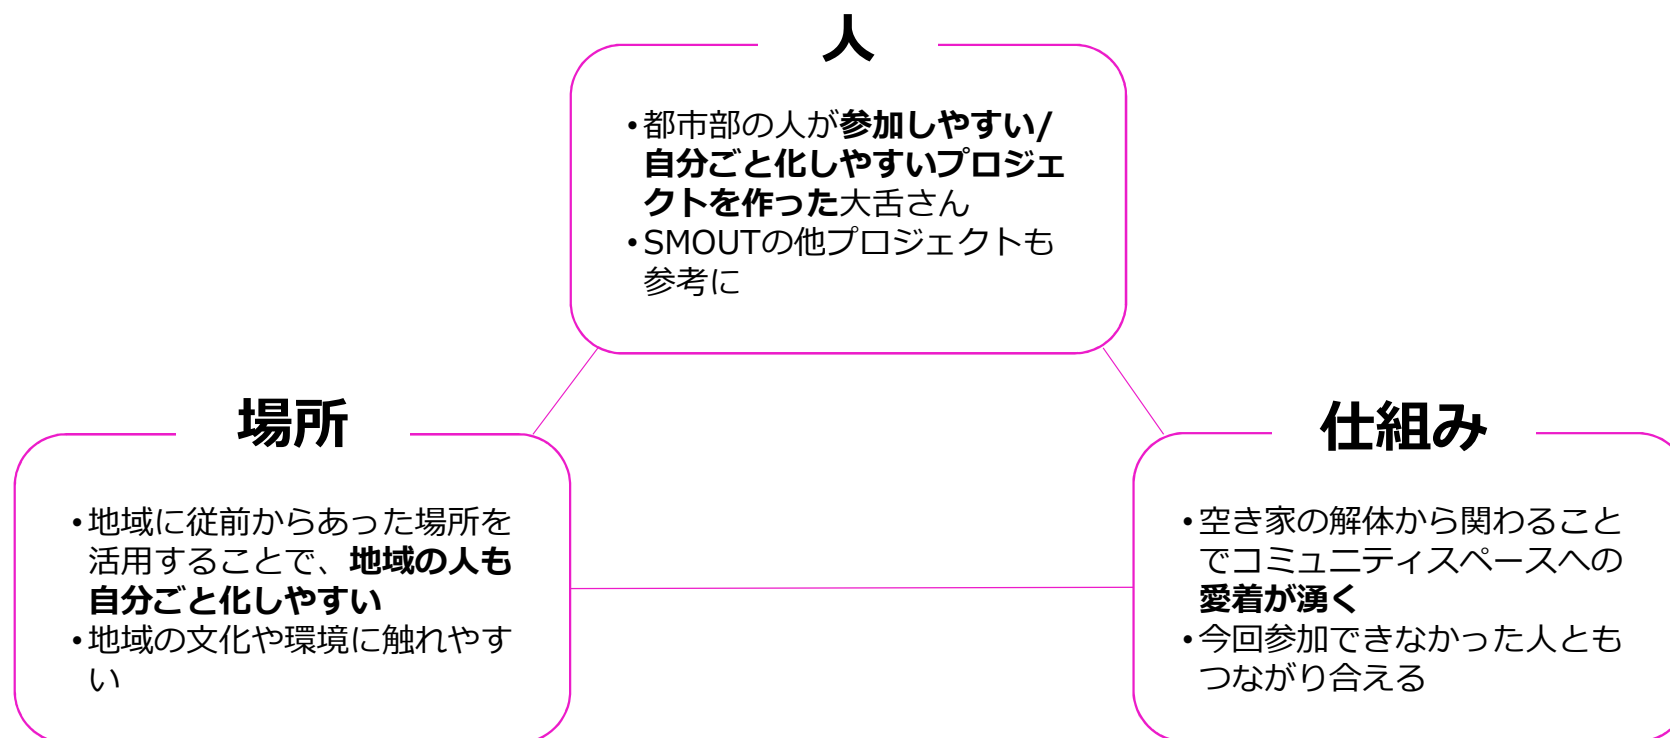 人
•都市部の人が参加しやすい/
自分ごと化しやすいプロジェ
クトを作った大舌さん
•SMOUTの他プロジェクトも
参考に
場所
•地域に従前からあった場所を
活用することで、地域の人も
自分ごと化しやすい
•地域の文化や環境に触れやす
い
仕組み
•空き家の解体から関わること
でコミュニティスペースへの
愛着が湧く
•今回参加できなかった人とも
つながり合える